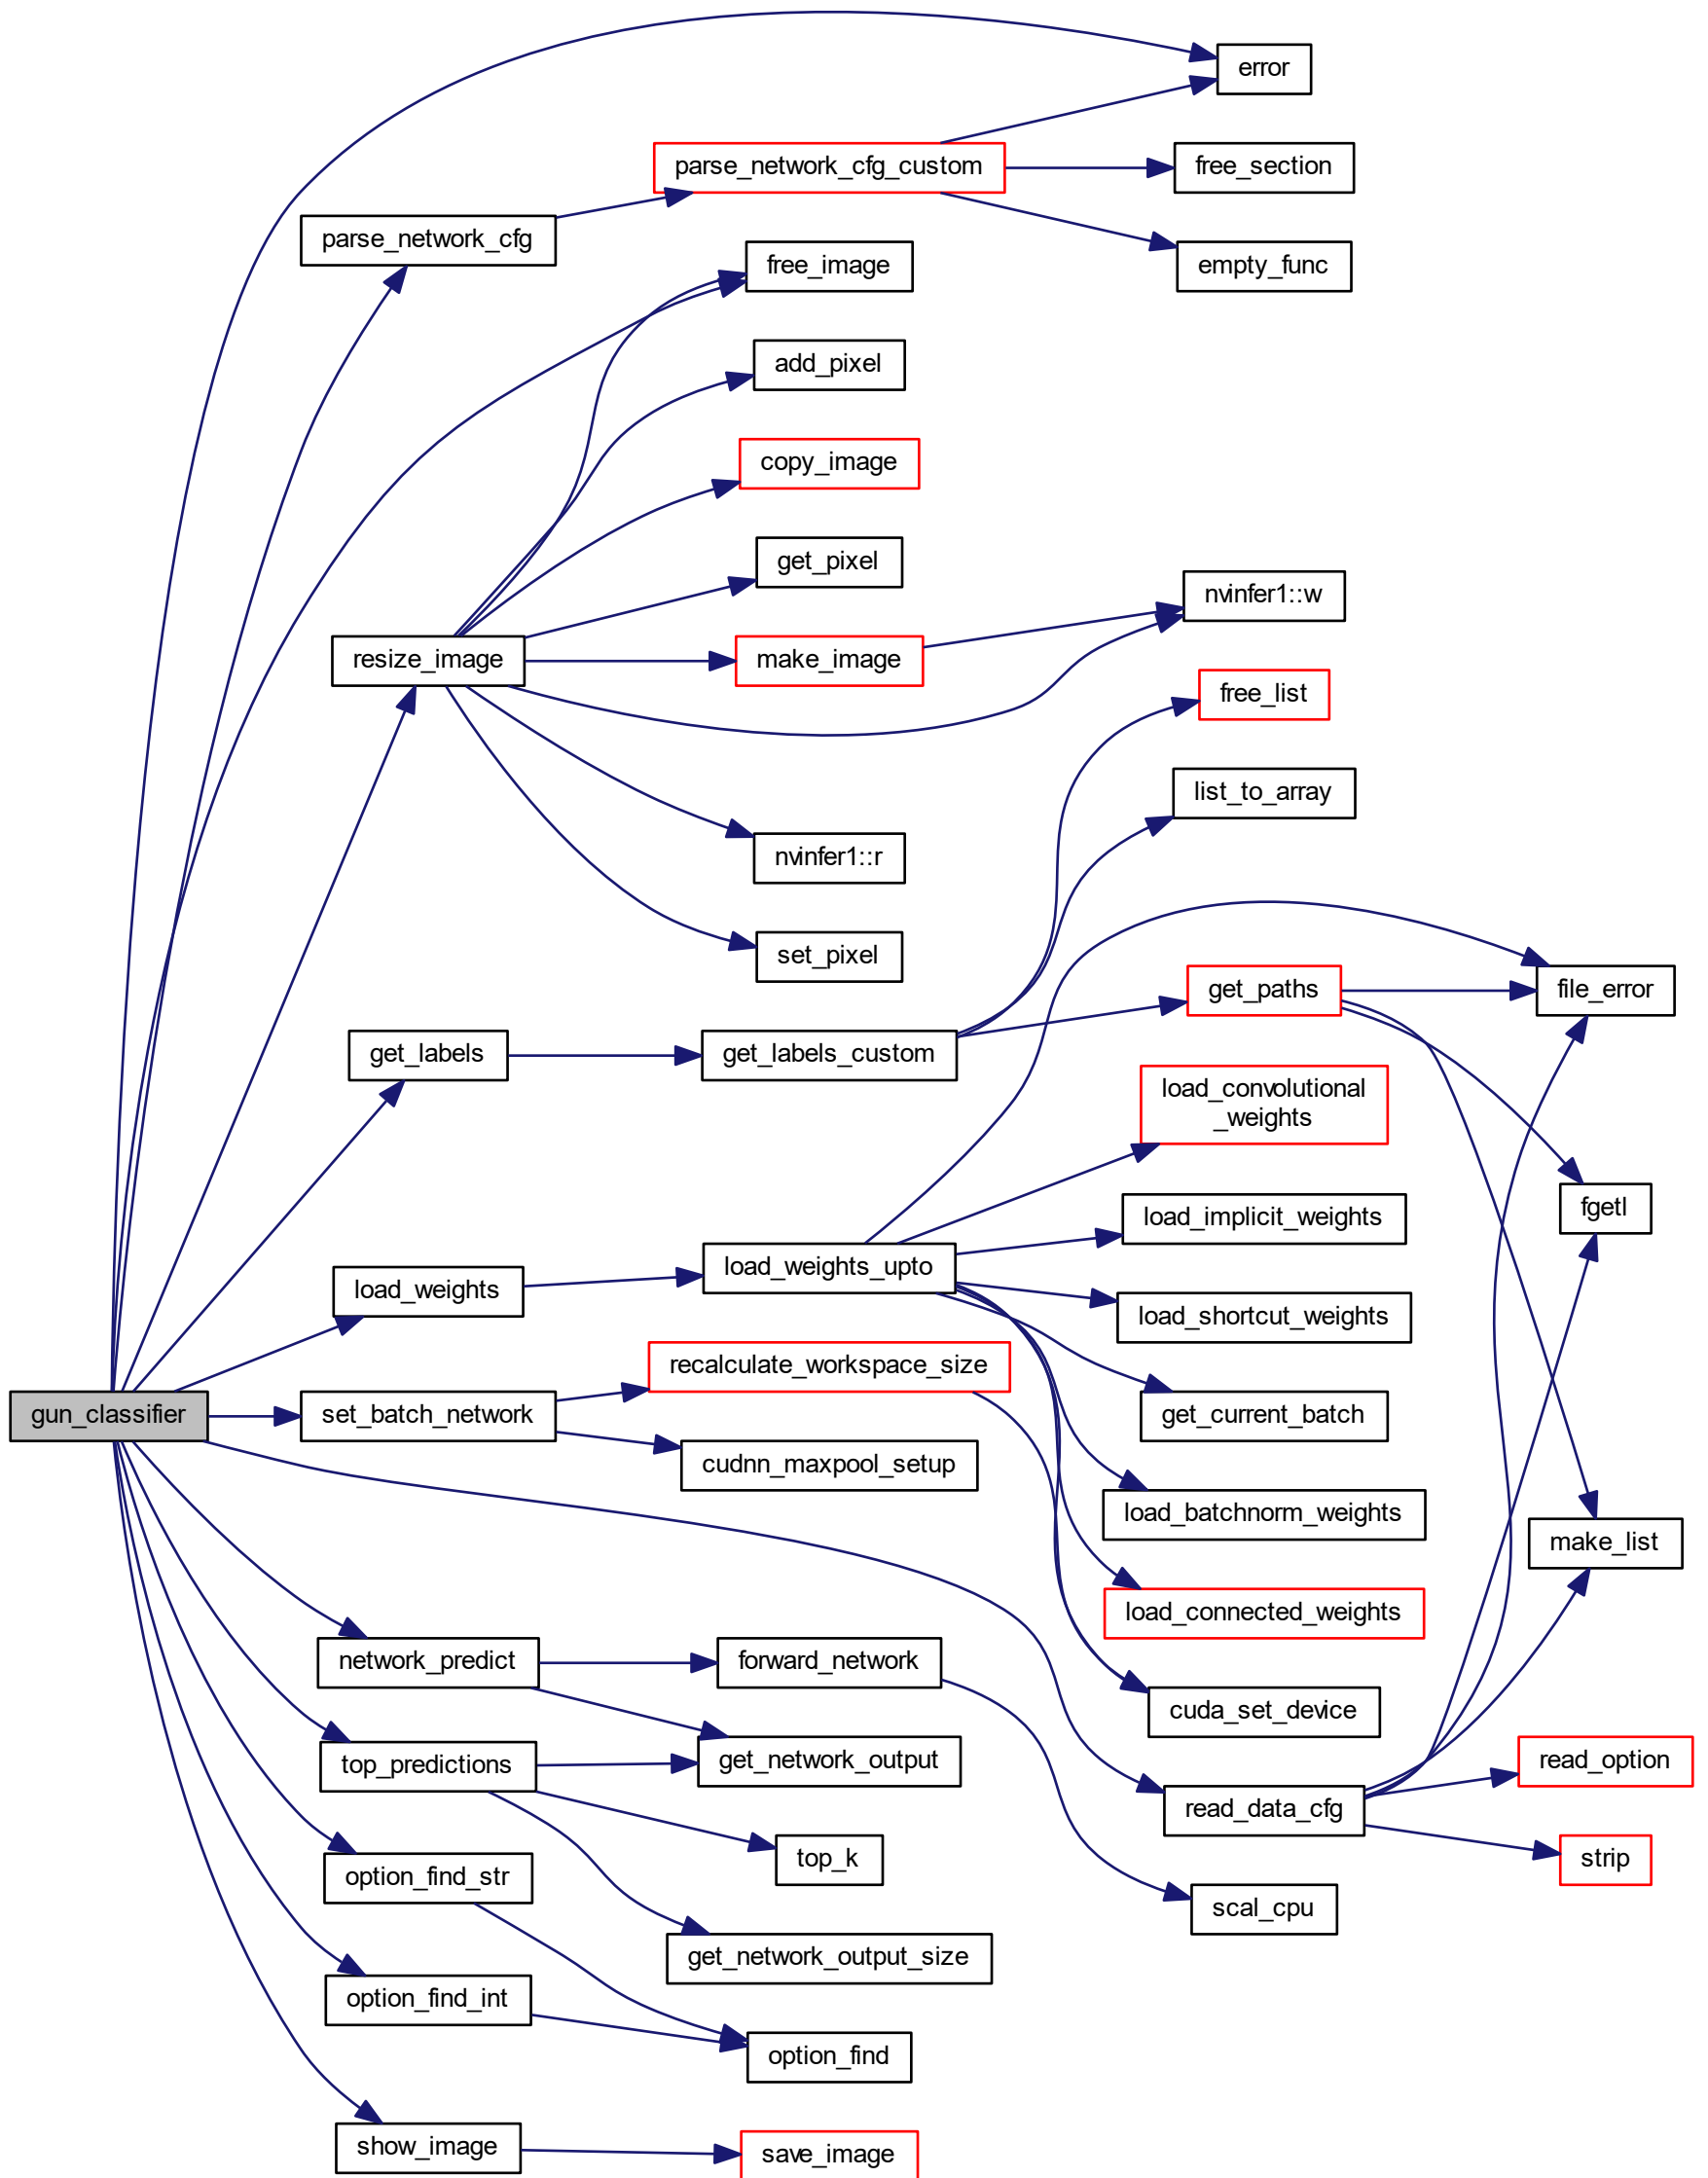 error
parse_network_cfg_custom
free_section
parse_network_cfg
free_image
empty_func
add_pixel
copy_image
get_pixel
nvinfer1::w
resize_image
make_image
free_list
list_to_array
nvinfer1::r
set_pixel
get_paths
file_error
get_labels
get_labels_custom
load_convolutional
_weights
load_implicit_weights
fgetl
load_weights
load_weights_upto
load_shortcut_weights
recalculate_workspace_size
gun_classifier
set_batch_network
get_current_batch
cudnn_maxpool_setup
load_batchnorm_weights
make_list
load_connected_weights
network_predict
forward_network
cuda_set_device
top_predictions
get_network_output
read_option
read_data_cfg
top_k
strip
option_find_str
scal_cpu
get_network_output_size
option_find_int
option_find
show_image
save_image